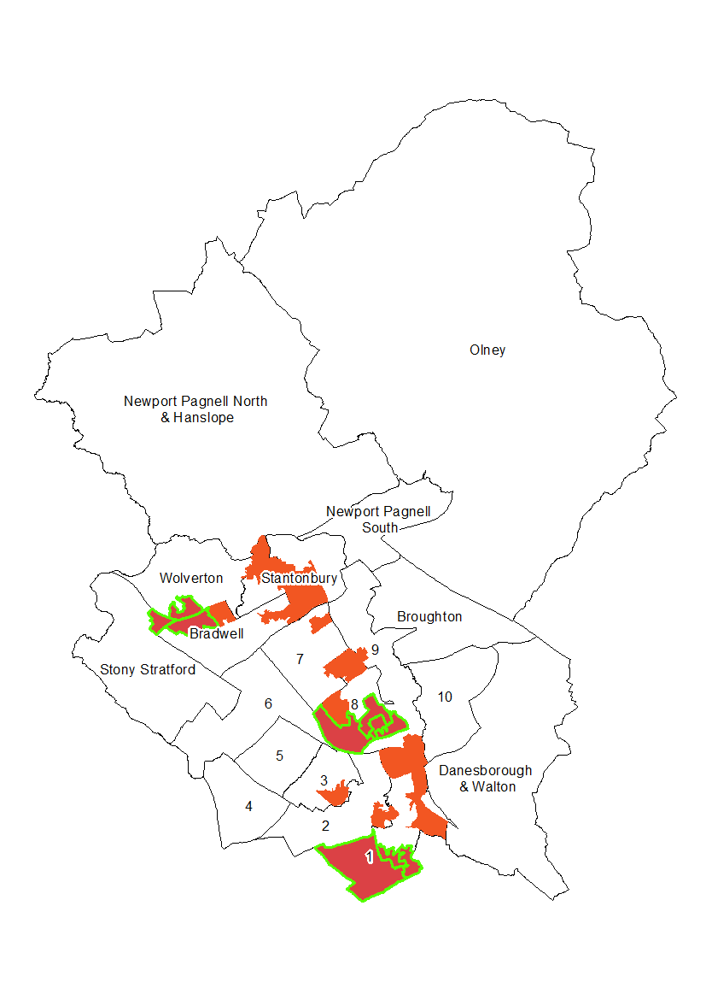 Olney
Newport Pagnell North
& Hanslope
Newport Pagnell
South
Wolverton
Stantonbury
Broughton
Bradwell
Stony Stratford
9
7
10
8
6
5
3
Danesborough
& Walton
4
2
1